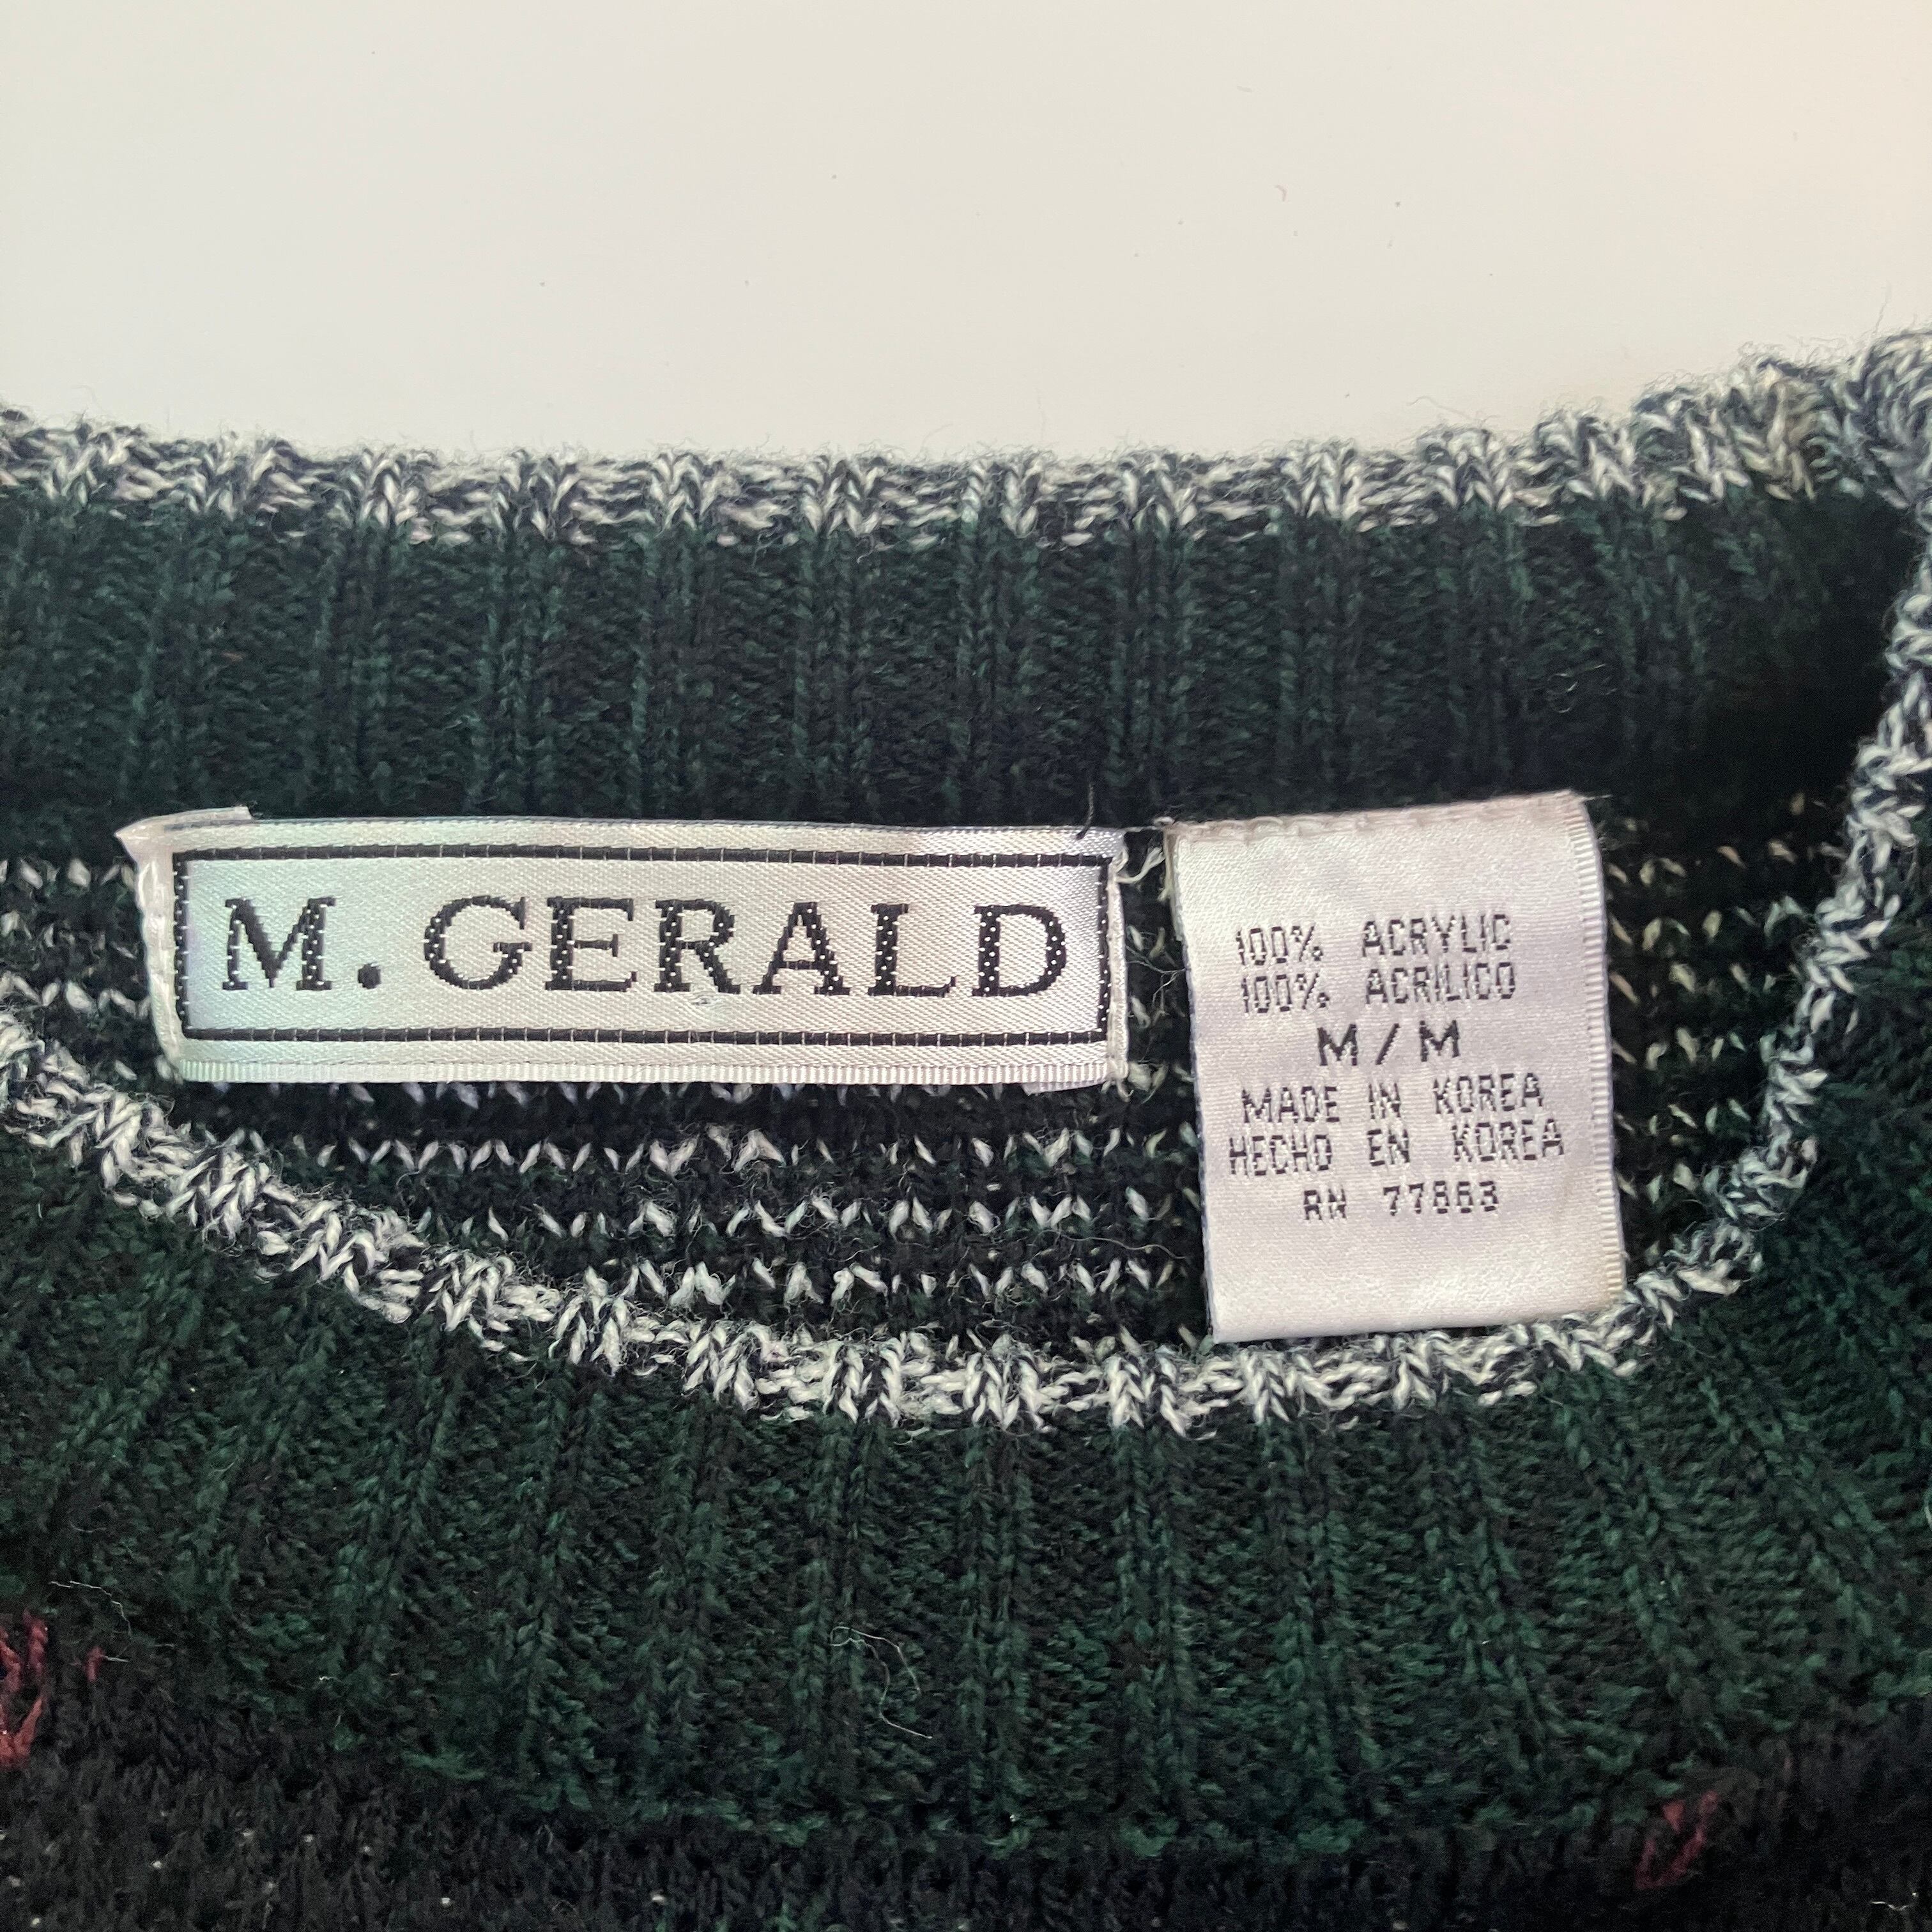 M. GERALD
100% ACRYLIC
100% ACRILICO
M / M
MADE IN KOREA
HECHO EN KOREA
RN 77863